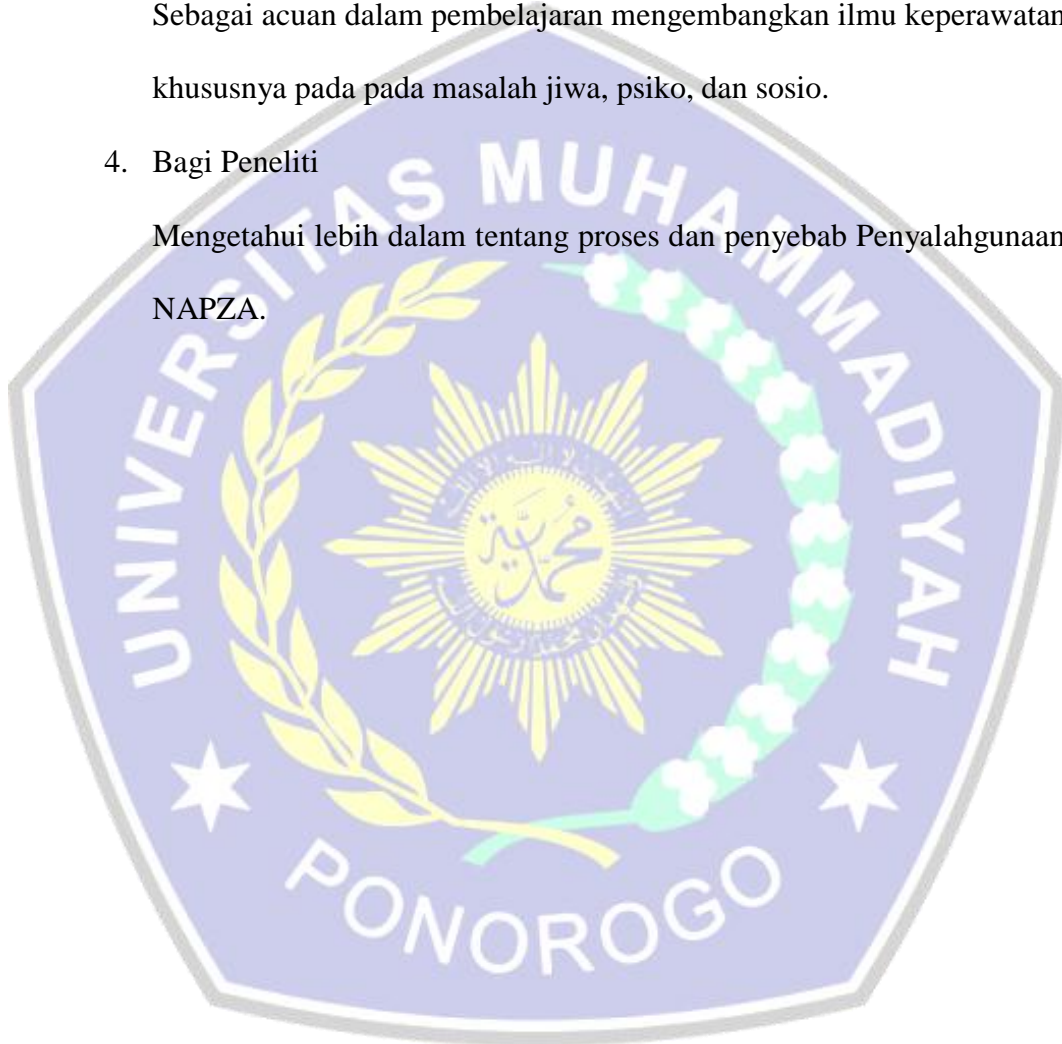 Sebagai acuan dalam pembelajaran mengembangkan ilmu keperawatan
khususnya pada pada masalah jiwa, psiko, dan sosio.
4. Bagi Peneliti
Mengetahui lebih dalam tentang proses dan penyebab Penyalahgunaan
NAPZA.
UNIVERSITAS MUHAMMADIYAH
محمدية
PONOROGO